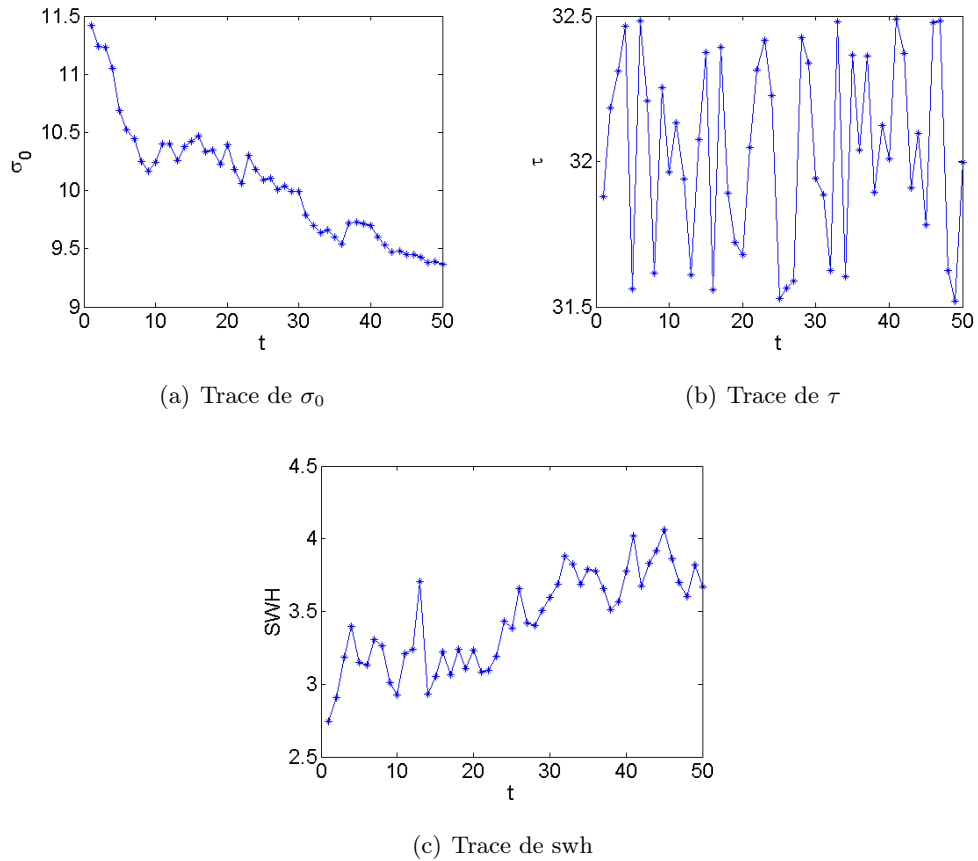 11.5
11
10.5
10
9.5
9
σ0
0 10 20 30 40 50
t
(a) Trace de σ0
32.5
32
31.5
τ
0 10 20 30 40 50
t
(b) Trace de τ
4.5
4
3.5
3
2.5
SWH
0 10 20 30 40 50
t
(c) Trace de swh